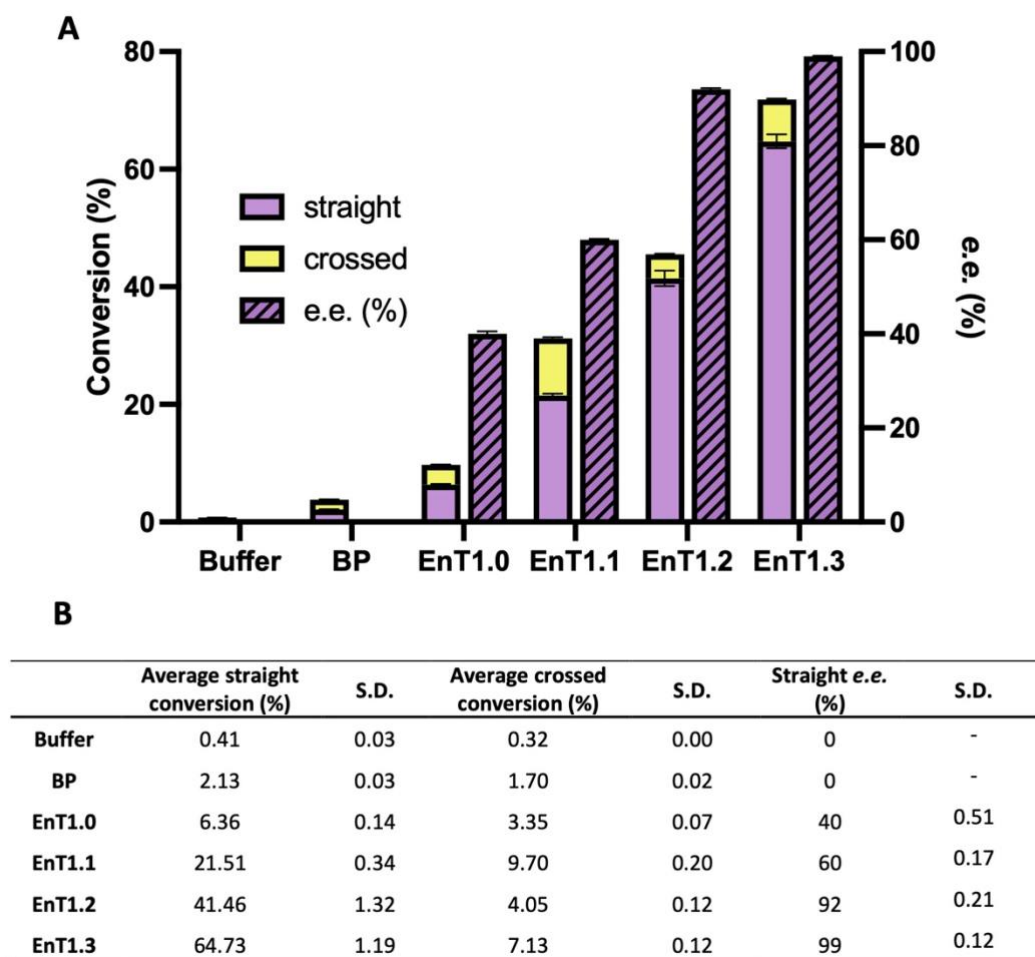 A
80 100
60 80
40 60
20 40
0 20
0
Conversion (%)
e.e. (%)
straight
crossed
e.e. (%)
Buffer BP EnT1.0 EnT1.1 EnT1.2 EnT1.3
B
Average straight conversion (%) S.D. Average crossed conversion (%) S.D. Straight e.e. (%) S.D.
Buffer 0.41 0.03 0.32 0.00 0 -
BP 2.13 0.03 1.70 0.02 0 -
EnT1.0 6.36 0.14 3.35 0.07 40 0.51
EnT1.1 21.51 0.34 9.70 0.20 60 0.17
EnT1.2 41.46 1.32 4.05 0.12 92 0.21
EnT1.3 64.73 1.19 7.13 0.12 99 0.12